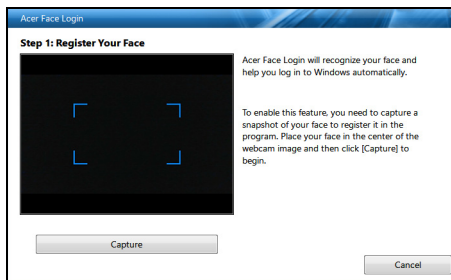 Acer Face Login
Step 1: Register Your Face
Acer Face Login will recognize your face and
help you log in to Windows automatically.
To enable this feature, you need to capture a
snapshot of your face to register it in the
program. Place your face in the center of the
webcam image and then click [Capture] to
begin.
Capture
Cancel